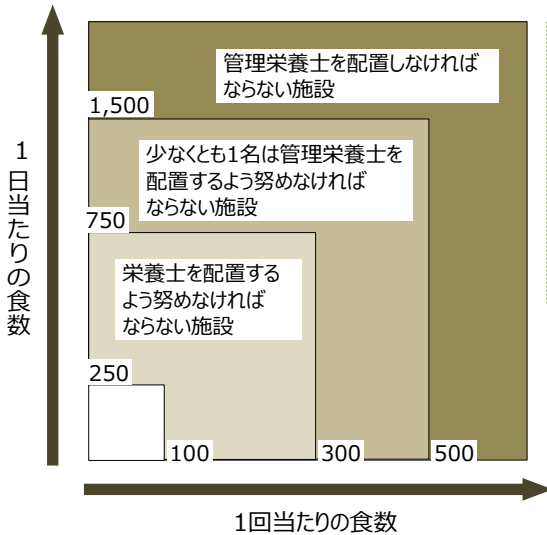 管理栄養士を配置しなければ
ならない施設
1,500
少なくとも1名は管理栄養士を
配置するよう努めなければ
ならない施設
750
栄養士を配置する
よう努めなければ
ならない施設
250
100
300
500
1日当たりの食数
1回当たりの食数